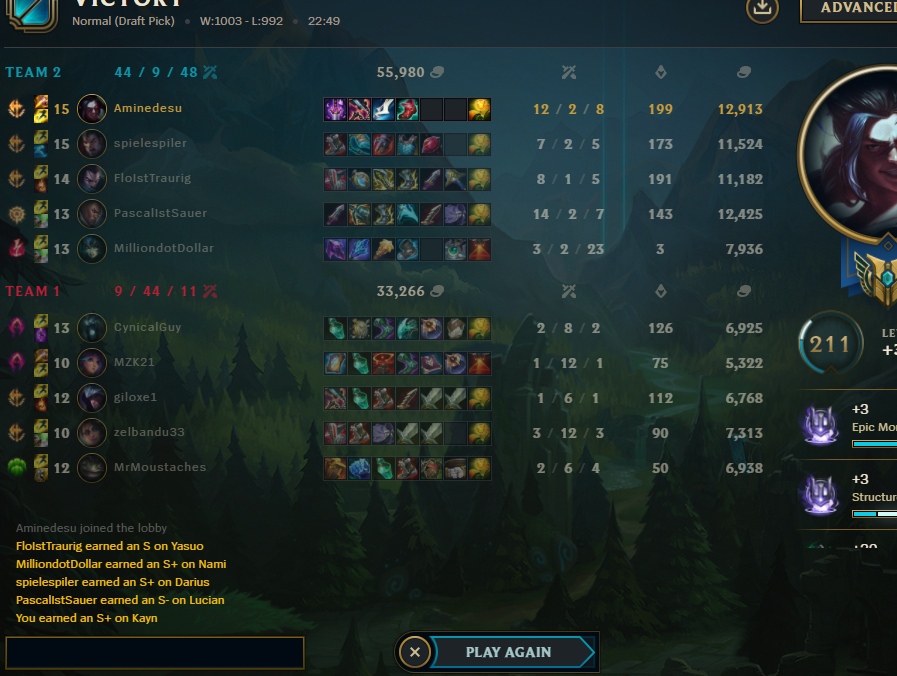 VICTORY
Normal (Draft Pick) • W:1003 - L:992 • 22:49
ADVANCED
TEAM 2 44 / 9 / 48 55,980
15 Aminedesu 12 / 2 / 8 199 12,913
15 spielespiler 7 / 2 / 5 173 11,524
14 FloIstTraurig 8 / 1 / 5 191 11,182
13 PascalIstSauer 14 / 2 / 7 143 12,425
13 MilliondotDollar 3 / 2 / 23 3 7,936
TEAM 1 9 / 44 / 11 33,266
13 CynicalGuy 2 / 8 / 2 126 6,925
10 MZK21 1 / 12 / 1 75 5,322
12 giloxe1 1 / 6 / 1 112 6,768
10 zelbandu33 3 / 12 / 3 90 7,313
12 MrMoustaches 2 / 6 / 4 50 6,938
211
LE
+3
+3
Epic Mon
+3
Structure
Aminedesu joined the lobby
FloIstTraurig earned an S on Yasuo
MilliondotDollar earned an S+ on Nami
spielespiler earned an S+ on Darius
PascalIstSauer earned an S- on Lucian
You earned an S+ on Kayn
PLAY AGAIN